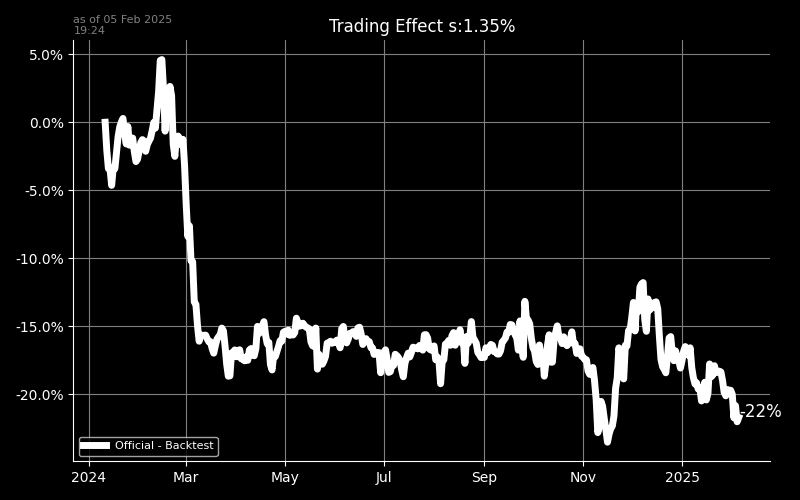 as of 05 Feb 2025
19:24
Trading Effect s:1.35%
5.0%
0.0%
-5.0%
-10.0%
-15.0%
-20.0%
-22%
Official - Backtest
2024 Mar May Jul Sep Nov 2025